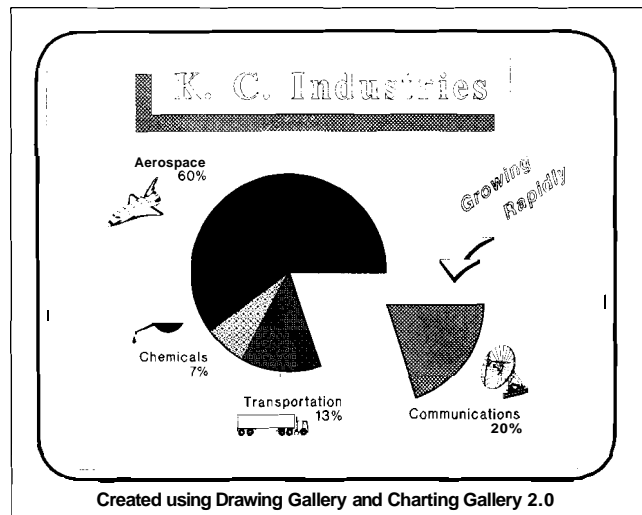 K. C. Industries
Aerospace
60%
Growing
Rapidly
Chemicals
7%
Transportation
13%
Communications
20%
Created using Drawing Gallery and Charting Gallery 2.0